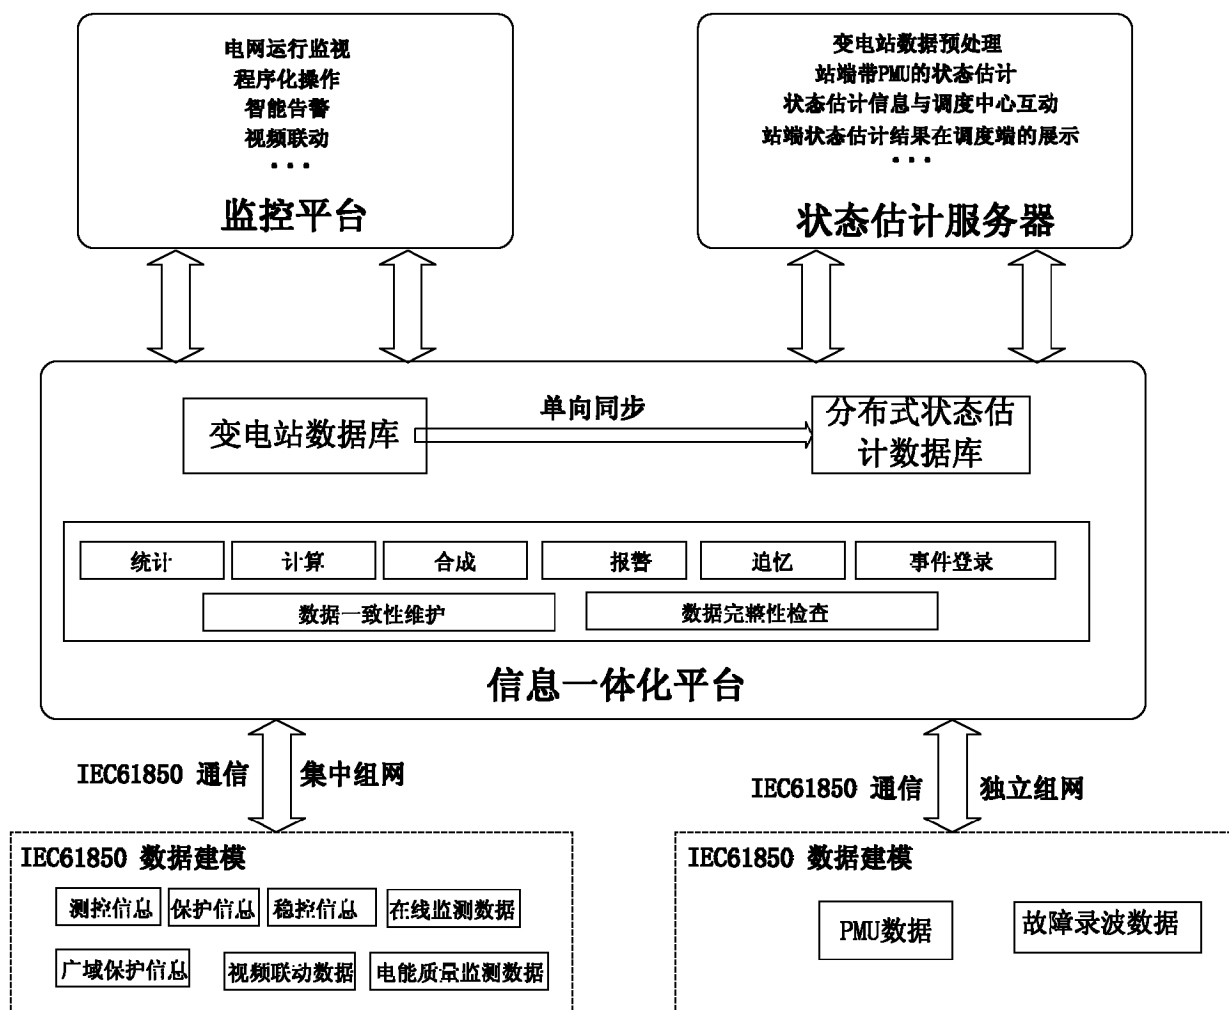 电网运行监视
程序化操作
智能告警
视频联动
...
监控平台
变电站数据预处理
站端带PMU的状态估计
状态估计信息与调度中心互动
站端状态估计结果在调度端的展示
...
状态估计服务器
变电站数据库
单向同步
分布式状态估
计数据库
统计
计算
合成
报警
追忆
事件登录
数据一致性维护
数据完整性检查
信息一体化平台
IEC61850 通信
集中组网
IEC61850 通信
独立组网
IEC61850 数据建模
测控信息
保护信息
稳控信息
在线监测数据
广域保护信息
视频联动数据
电能质量监测数据
IEC61850 数据建模
PMU数据
故障录波数据